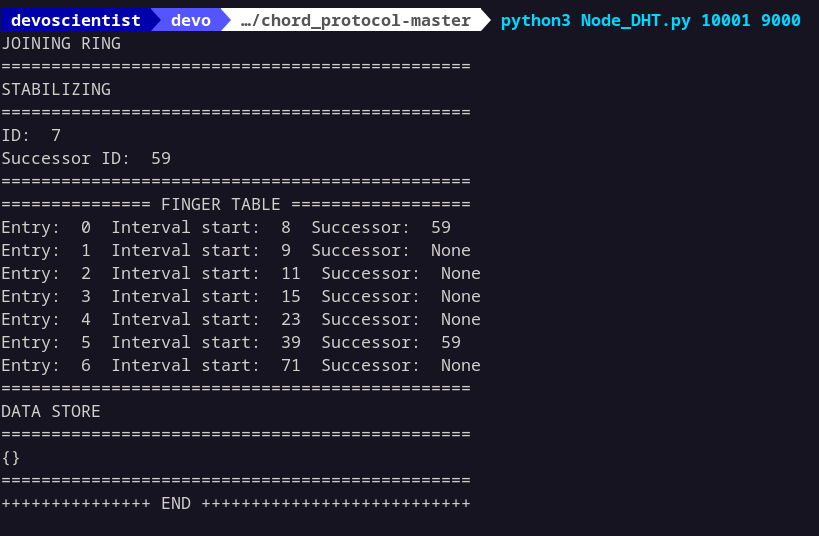 devoscientist devo …/chord_protocol-master python3 Node_DHT.py 10001 9000
JOINING RING
===============================================
STABILIZING
===============================================
ID:  7
Successor ID:  59
===============================================
=============== FINGER TABLE ==================
Entry:  0  Interval start:  8  Successor:  59
Entry:  1  Interval start:  9  Successor:  None
Entry:  2  Interval start:  11  Successor:  None
Entry:  3  Interval start:  15  Successor:  None
Entry:  4  Interval start:  23  Successor:  None
Entry:  5  Interval start:  39  Successor:  59
Entry:  6  Interval start:  71  Successor:  None
===============================================
DATA STORE
===============================================
{}
===============================================
+++++++++++++++ END +++++++++++++++++++++++++++